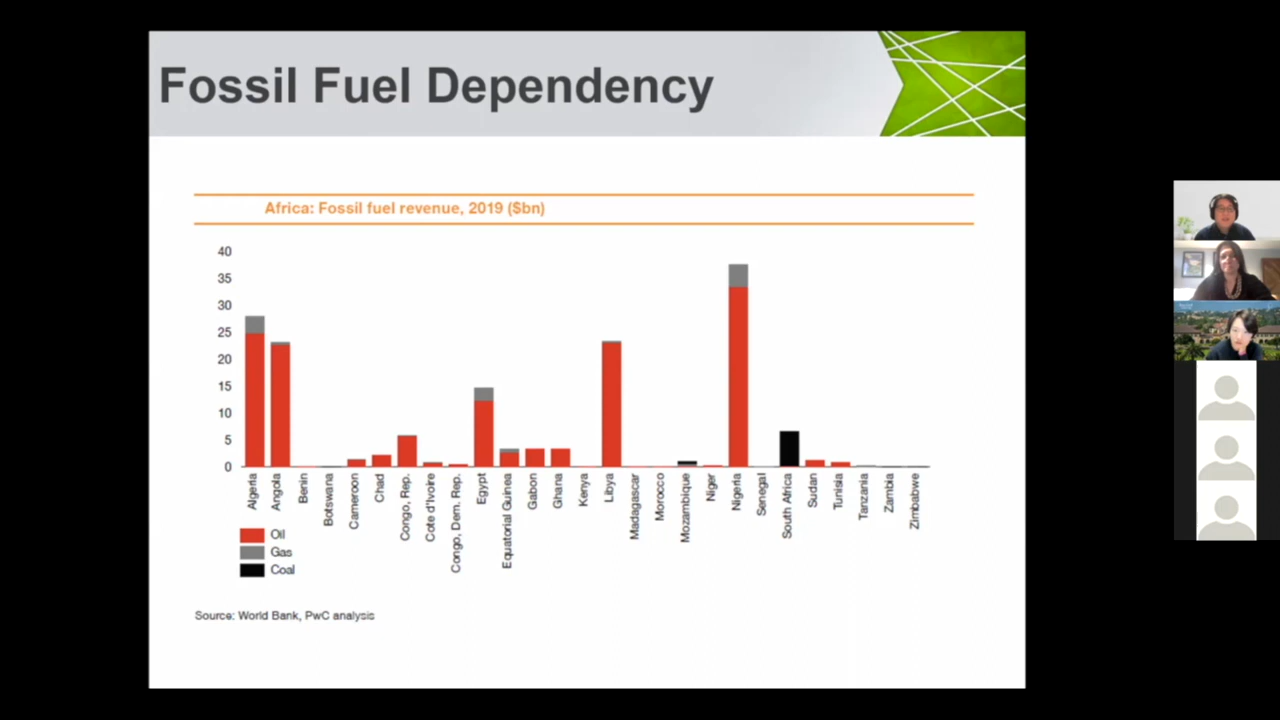 Fossil Fuel Dependency
Africa: Fossil fuel revenue, 2019 ($bn)
40
35
30
25
20
15
10
5
0
Algeria
Angola
Benin
Botswana
Cameroon
Chad
Congo, Rep.
Cote d'Ivoire
Congo, Dem. Rep.
Egypt
Equatorial Guinea
Gabon
Ghana
Kenya
Libya
Madagascar
Morocco
Mozambique
Niger
Nigeria
Senegal
South Africa
Sudan
Tunisia
Tanzania
Zambia
Zimbabwe
Oil
Gas
Coal
Source: World Bank, PwC analysis